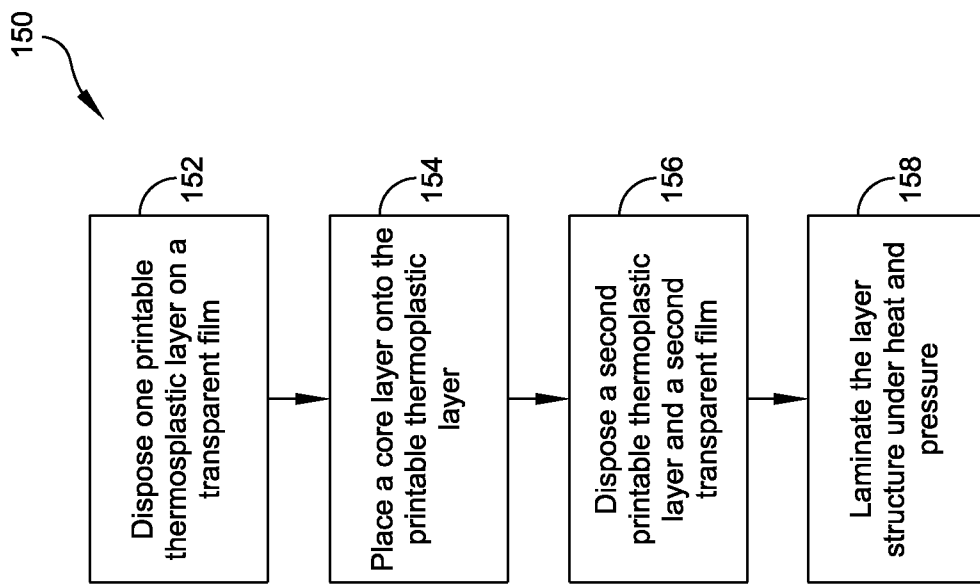 150
152
Dispose one printable
thermosplastic layer on a
transparent film
154
Place a core layer onto the
printable thermoplastic
layer
156
Dispose a second
printable thermoplastic
layer and a second
transparent film
158
Laminate the layer
structure under heat and
pressure